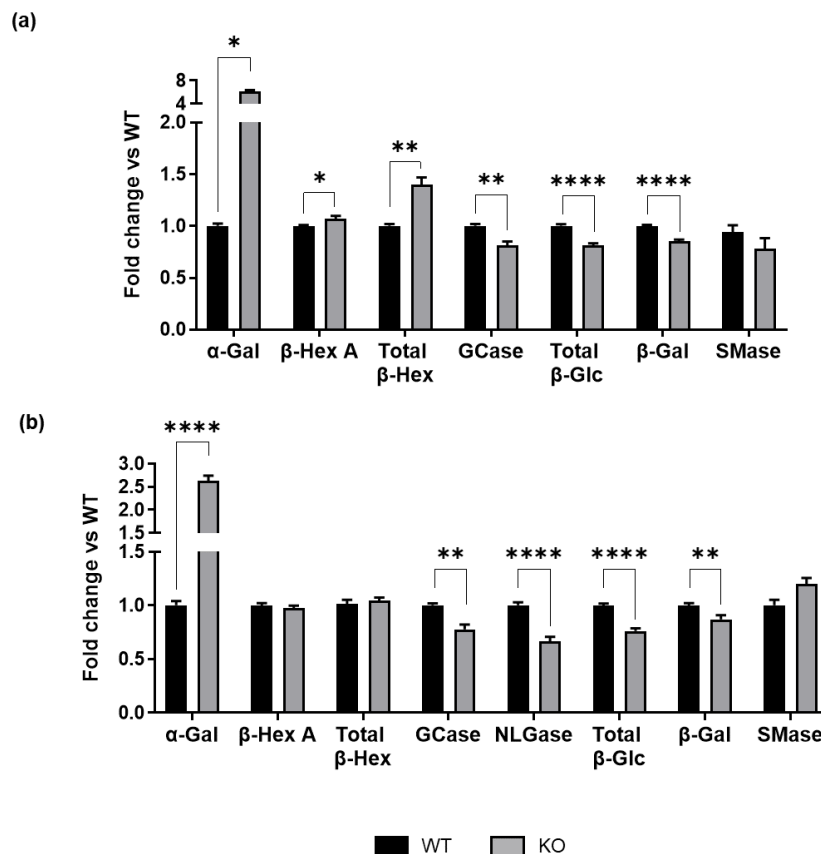 (a)
Fold change vs WT
8
4
2.0
1.5
1.0
0.5
0.0
*
*
**
**
****
****
α-Gal
β-Hex A
Total
β-Hex
GCase
Total
β-Glc
β-Gal
SMase
(b)
Fold change vs WT
3.0
2.5
1.5
1.5
1.0
0.5
0.0
****
**
****
****
**
α-Gal
β-Hex A
Total
β-Hex
GCase
NLGase
Total
β-Glc
β-Gal
SMase
WT
KO